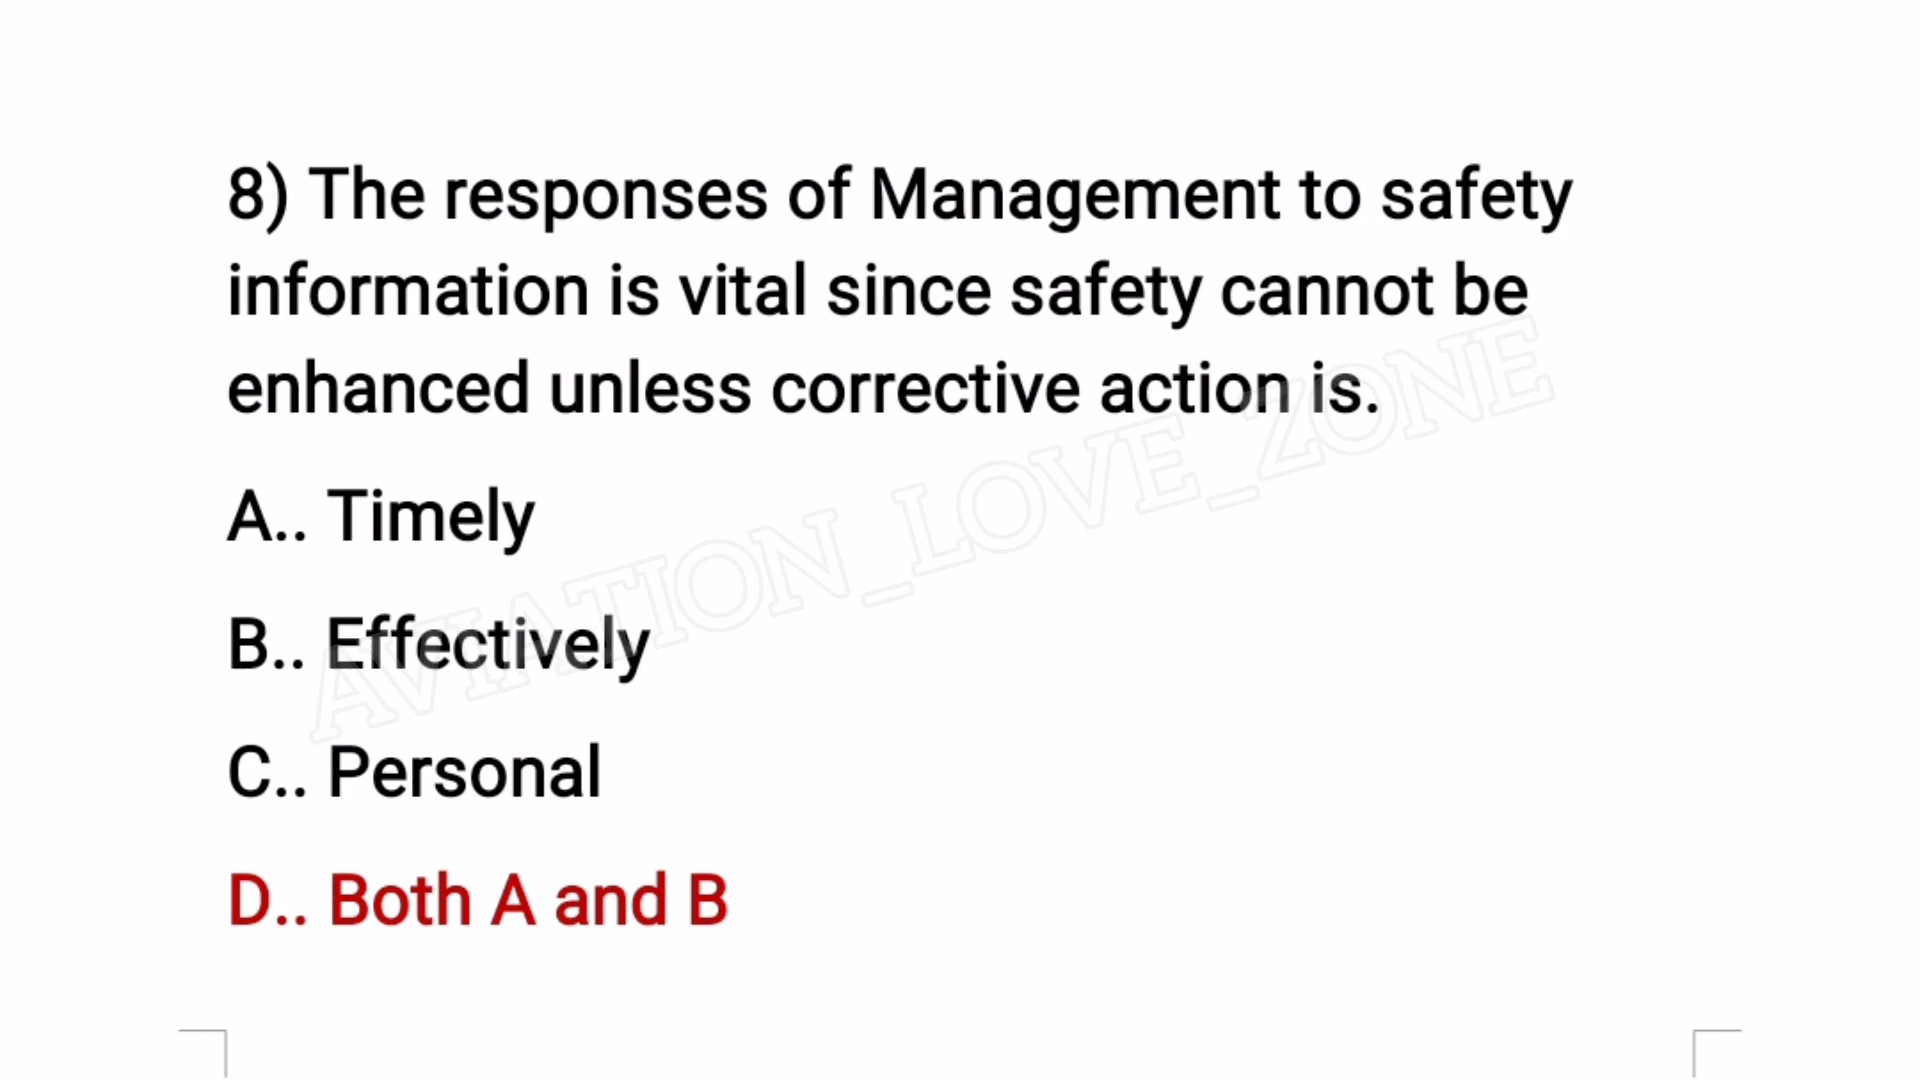 8) The responses of Management to safety
information is vital since safety cannot be
enhanced unless corrective action is.
A.. Timely
B.. Effectively
C.. Personal
D.. Both A and B
AVIATION_LOVE_ZONE